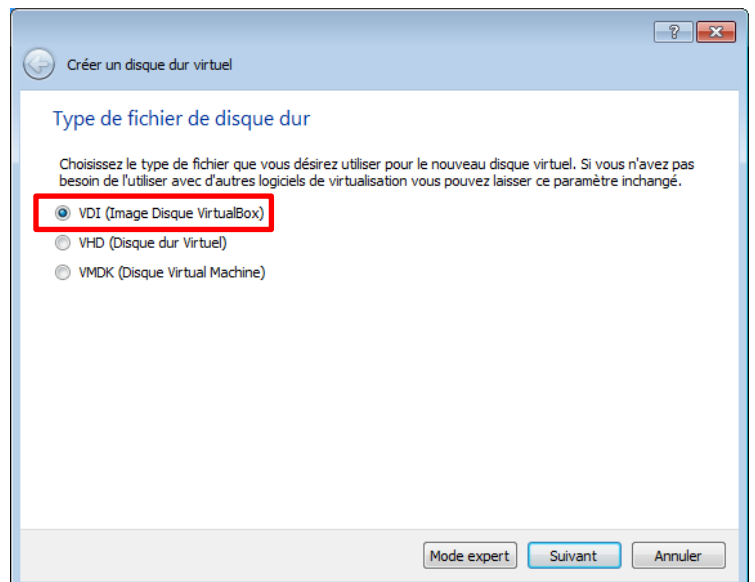 ?
Créer un disque dur virtuel
Type de fichier de disque dur
Choisissez le type de fichier que vous désirez utiliser pour le nouveau disque virtuel. Si vous n'avez pas
besoin de l'utiliser avec d'autres logiciels de virtualisation vous pouvez laisser ce paramètre inchangé.
VDI (Image Disque VirtualBox)
VHD (Disque dur Virtuel)
VMDK (Disque Virtual Machine)
Mode expert Suivant Annuler